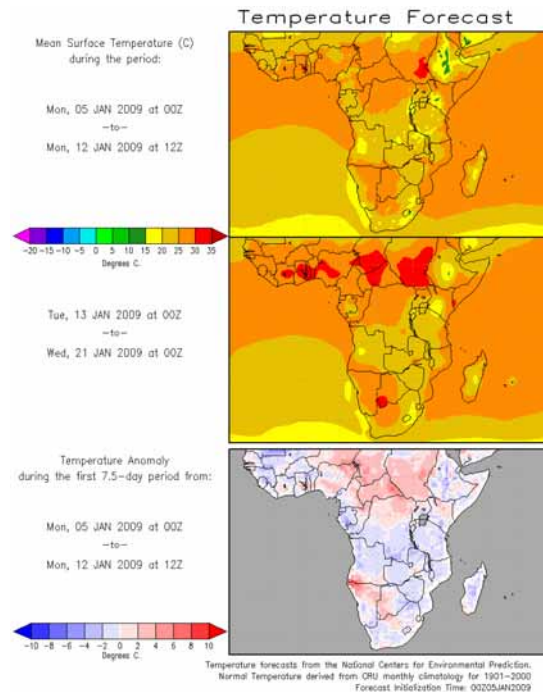 Temperature Forecast
Mean Surface Temperature (C)
during the period:
Mon, 05 JAN 2009 at 00Z
—to—
Mon, 12 JAN 2009 at 12Z
-20 -15 -10 -5 0 5 10 15 20 25 30 35
Degrees C.
Tue, 13 JAN 2009 at 00Z
—to—
Wed, 21 JAN 2009 at 00Z
Temperature Anomaly
during the first 7.5-day period from:
Mon, 05 JAN 2009 at 00Z
—to—
Mon, 12 JAN 2009 at 12Z
-10 -8 -6 -4 -2 0 2 4 6 8 10
Degrees C.
Temperature forecasts from the National Centers for Environmental Prediction.
Normal Temperature derived from CRU monthly climatology for 1901-2000
Forecast Initialization Time: 00Z05JAN2009